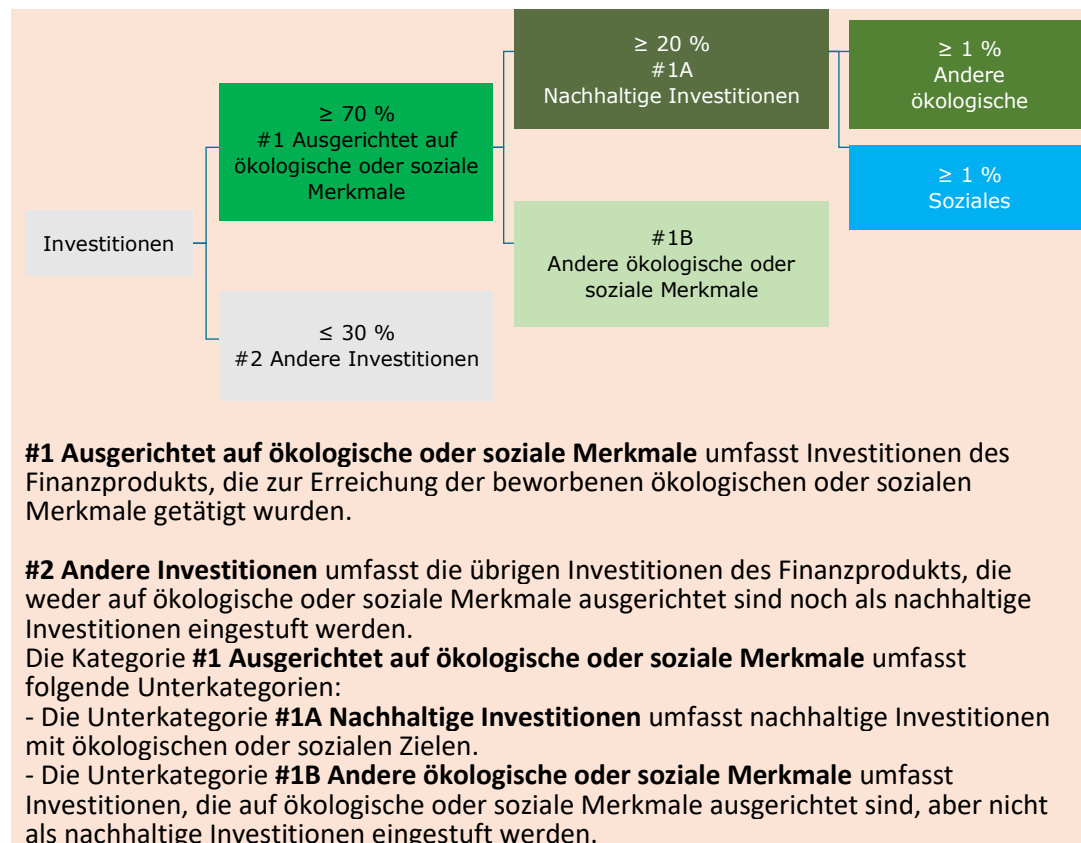 ≥ 20 %
#1A
Nachhaltige Investitionen
≥ 1 %
Andere
ökologische
≥ 70 %
#1 Ausgerichtet auf
ökologische oder soziale
Merkmale
≥ 1 %
Soziales
Investitionen
#1B
Andere ökologische oder
soziale Merkmale
≤ 30 %
#2 Andere Investitionen
#1 Ausgerichtet auf ökologische oder soziale Merkmale umfasst Investitionen des
Finanzprodukts, die zur Erreichung der beworbenen ökologischen oder sozialen
Merkmale getätigt wurden.
#2 Andere Investitionen umfasst die übrigen Investitionen des Finanzprodukts, die
weder auf ökologische oder soziale Merkmale ausgerichtet sind noch als nachhaltige
Investitionen eingestuft werden.
Die Kategorie #1 Ausgerichtet auf ökologische oder soziale Merkmale umfasst
folgende Unterkategorien:
- Die Unterkategorie #1A Nachhaltige Investitionen umfasst nachhaltige Investitionen
mit ökologischen oder sozialen Zielen.
- Die Unterkategorie #1B Andere ökologische oder soziale Merkmale umfasst
Investitionen, die auf ökologische oder soziale Merkmale ausgerichtet sind, aber nicht
als nachhaltige Investitionen eingestuft werden.